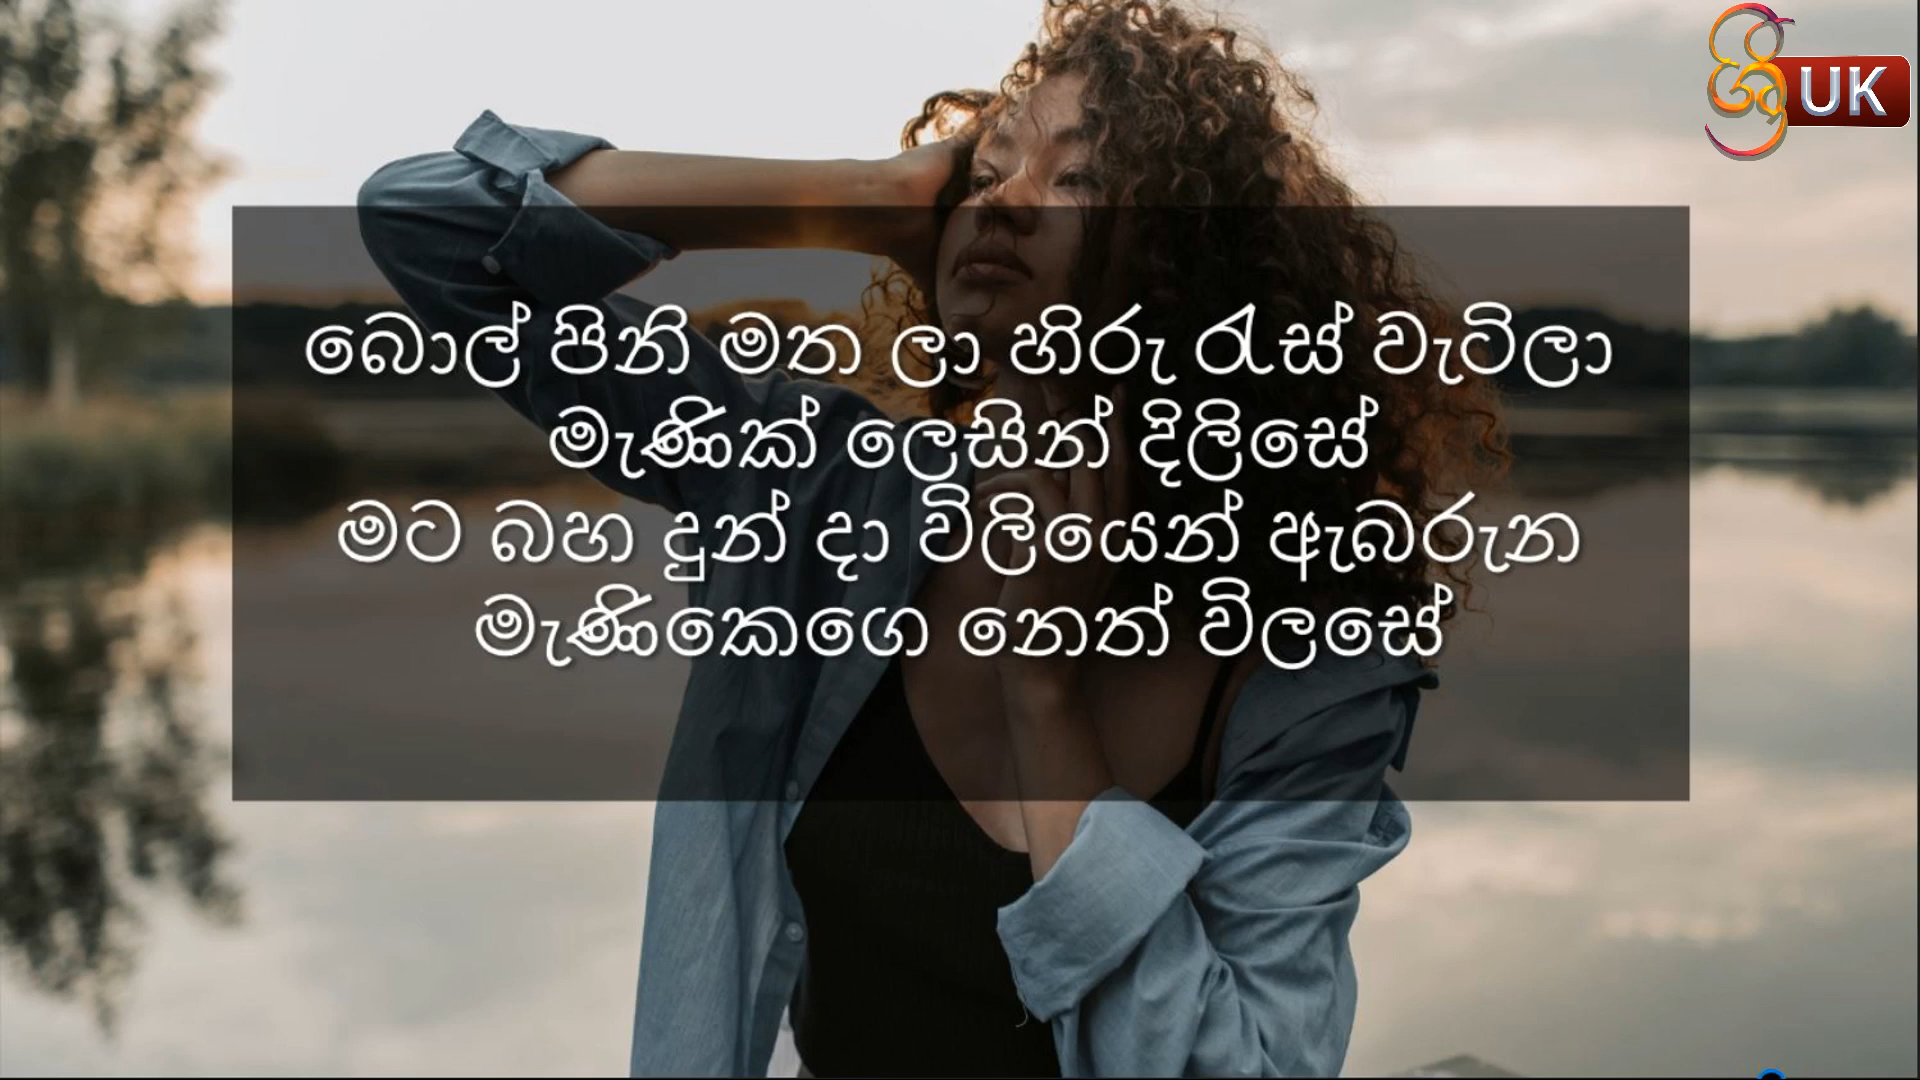 ශ්‍රී UK
බොල් පිනි මත ලා හිරු රැස් වැටිලා
මැණික් ලෙසින් දිලිසේ
මට බහ දුන් දා විලියෙන් ඇබරුන
මැණිකෙගෙ නෙත් විලසේ